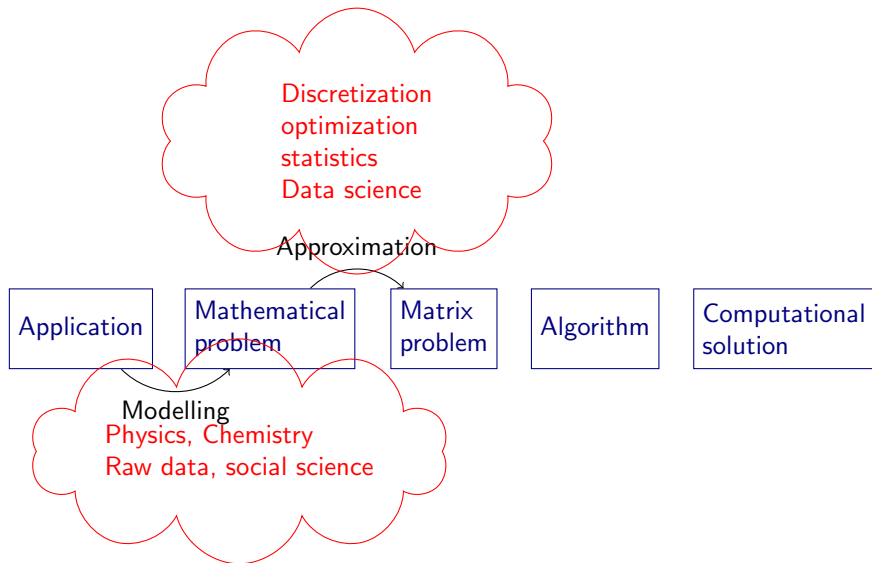 Discretization
optimization
statistics
Data science
Approximation
Application
Mathematical
problem
Matrix
problem
Algorithm
Computational
solution
Modelling
Physics, Chemistry
Raw data, social science